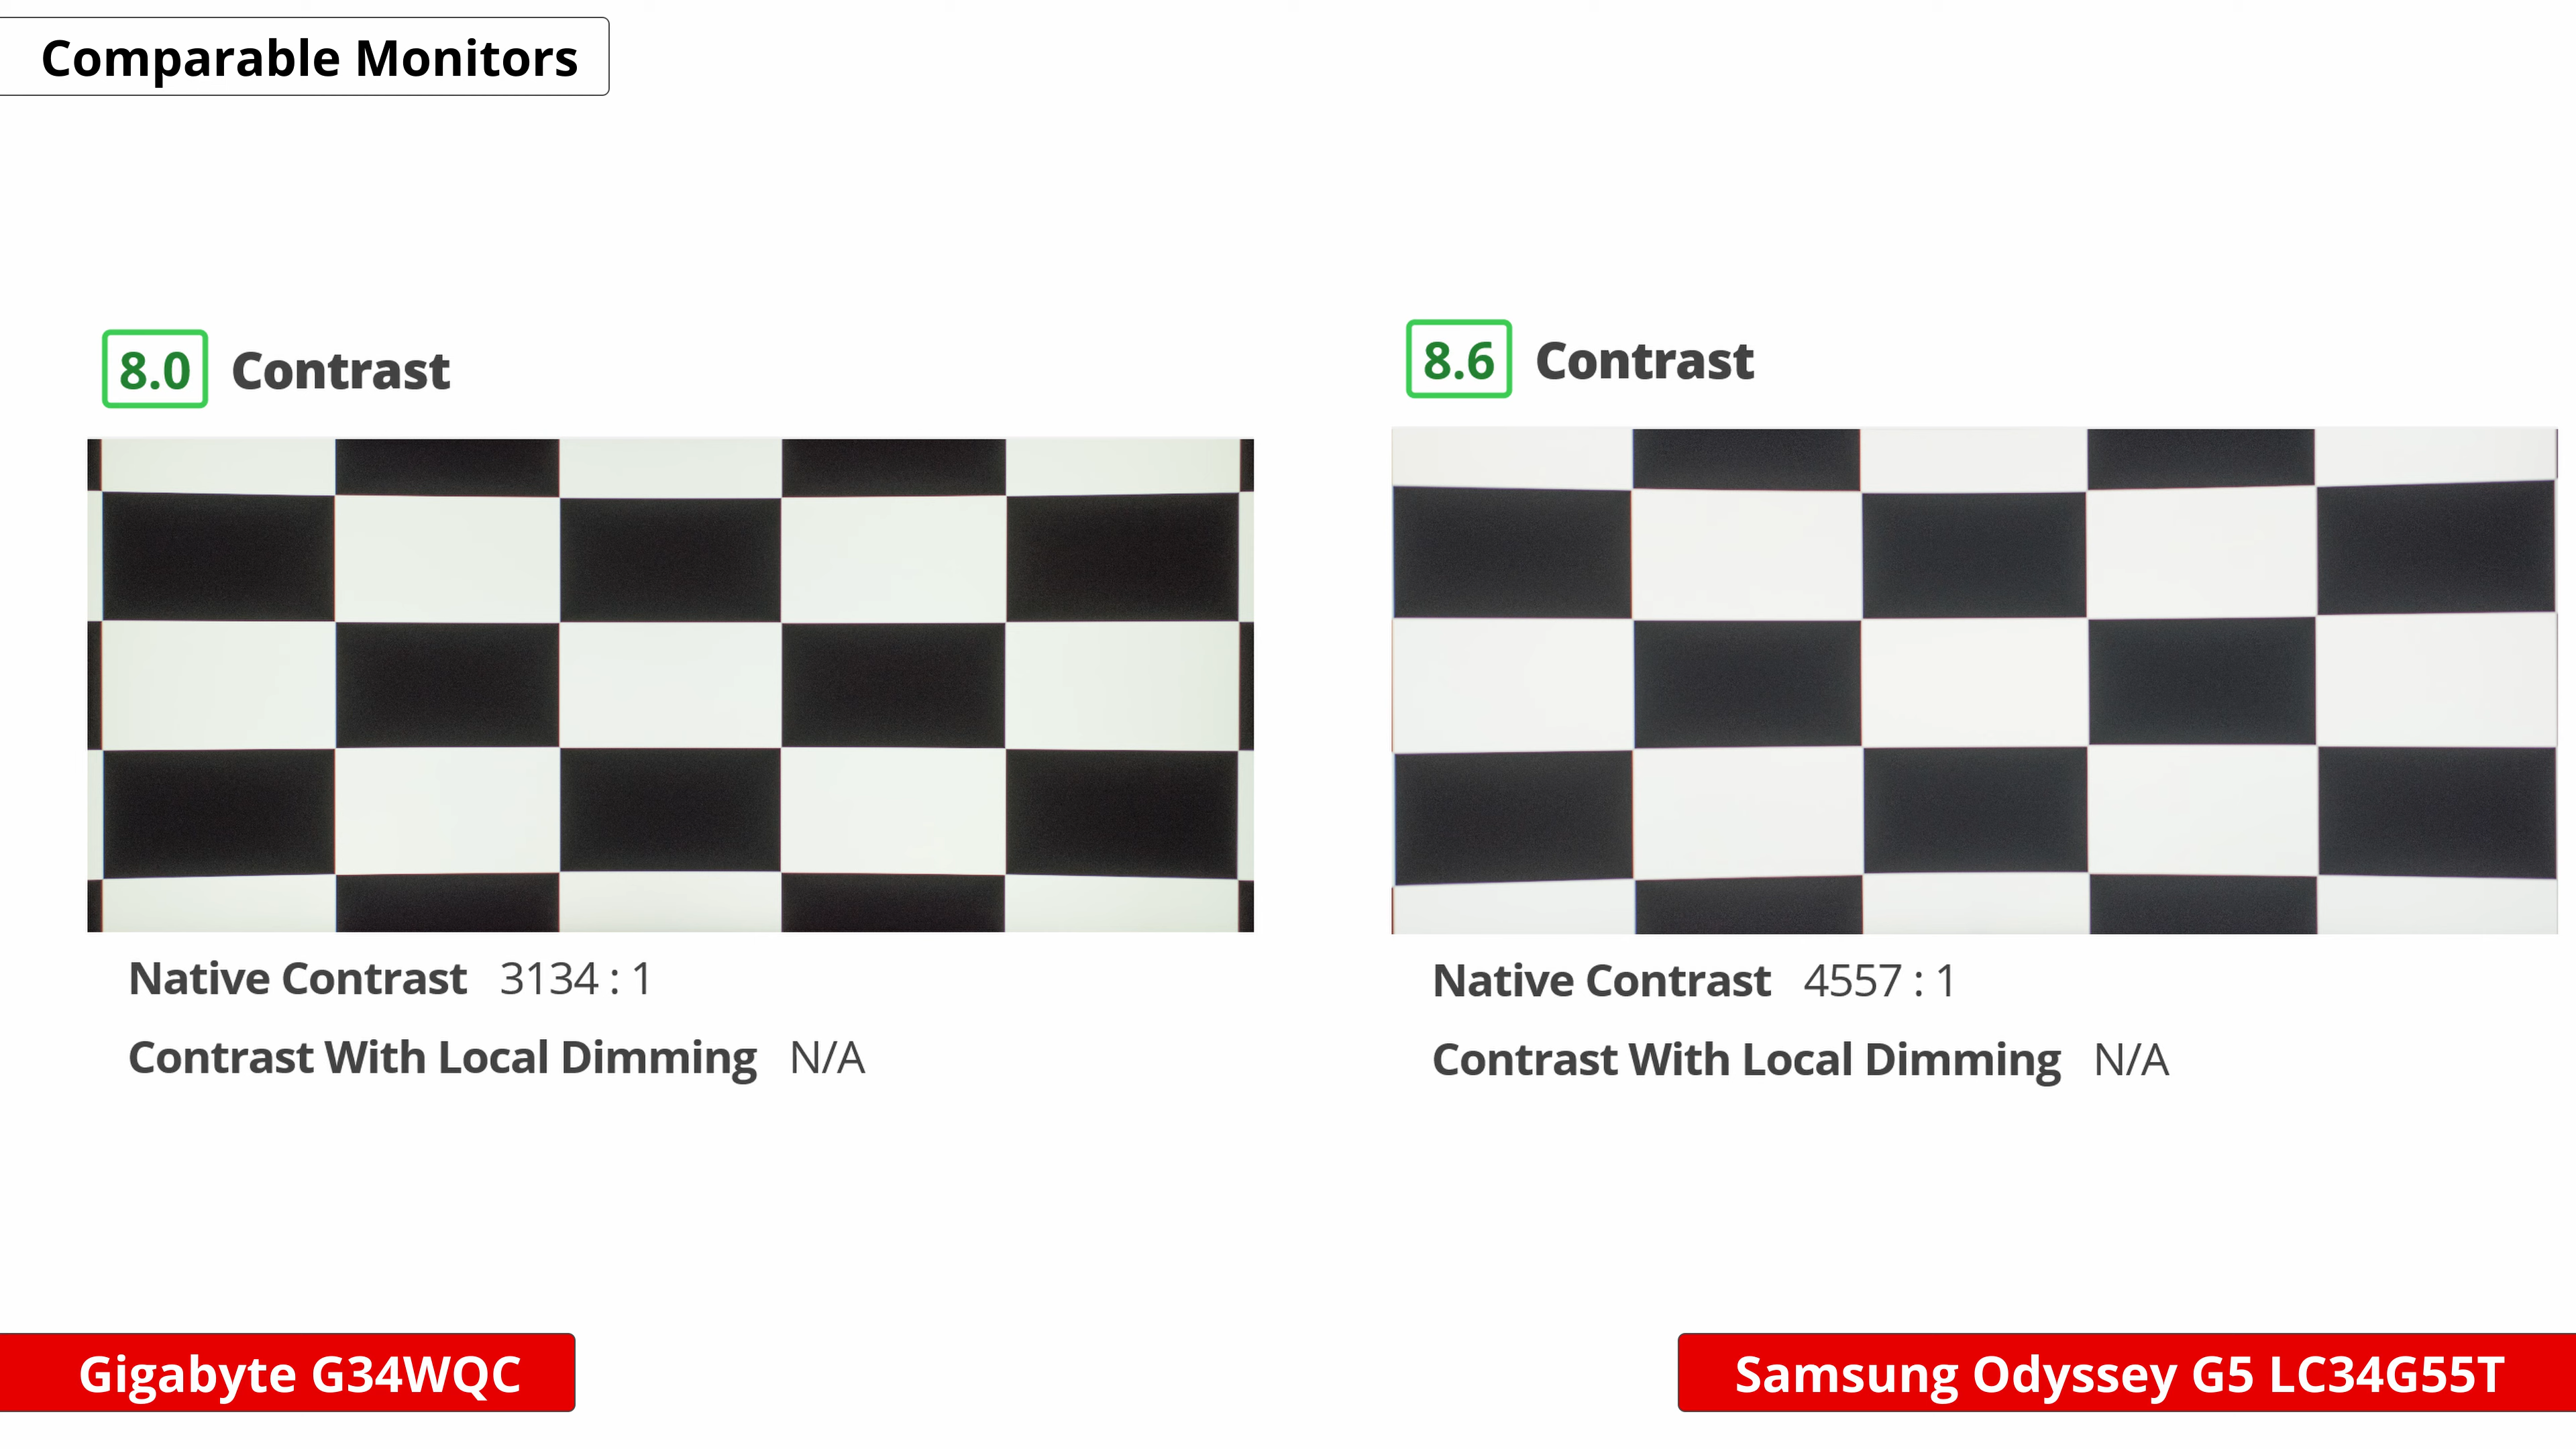 Comparable Monitors
8.0 Contrast
Native Contrast 3134 : 1
Contrast With Local Dimming N/A
Gigabyte G34WQC
8.6 Contrast
Native Contrast 4557 : 1
Contrast With Local Dimming N/A
Samsung Odyssey G5 LC34G55T